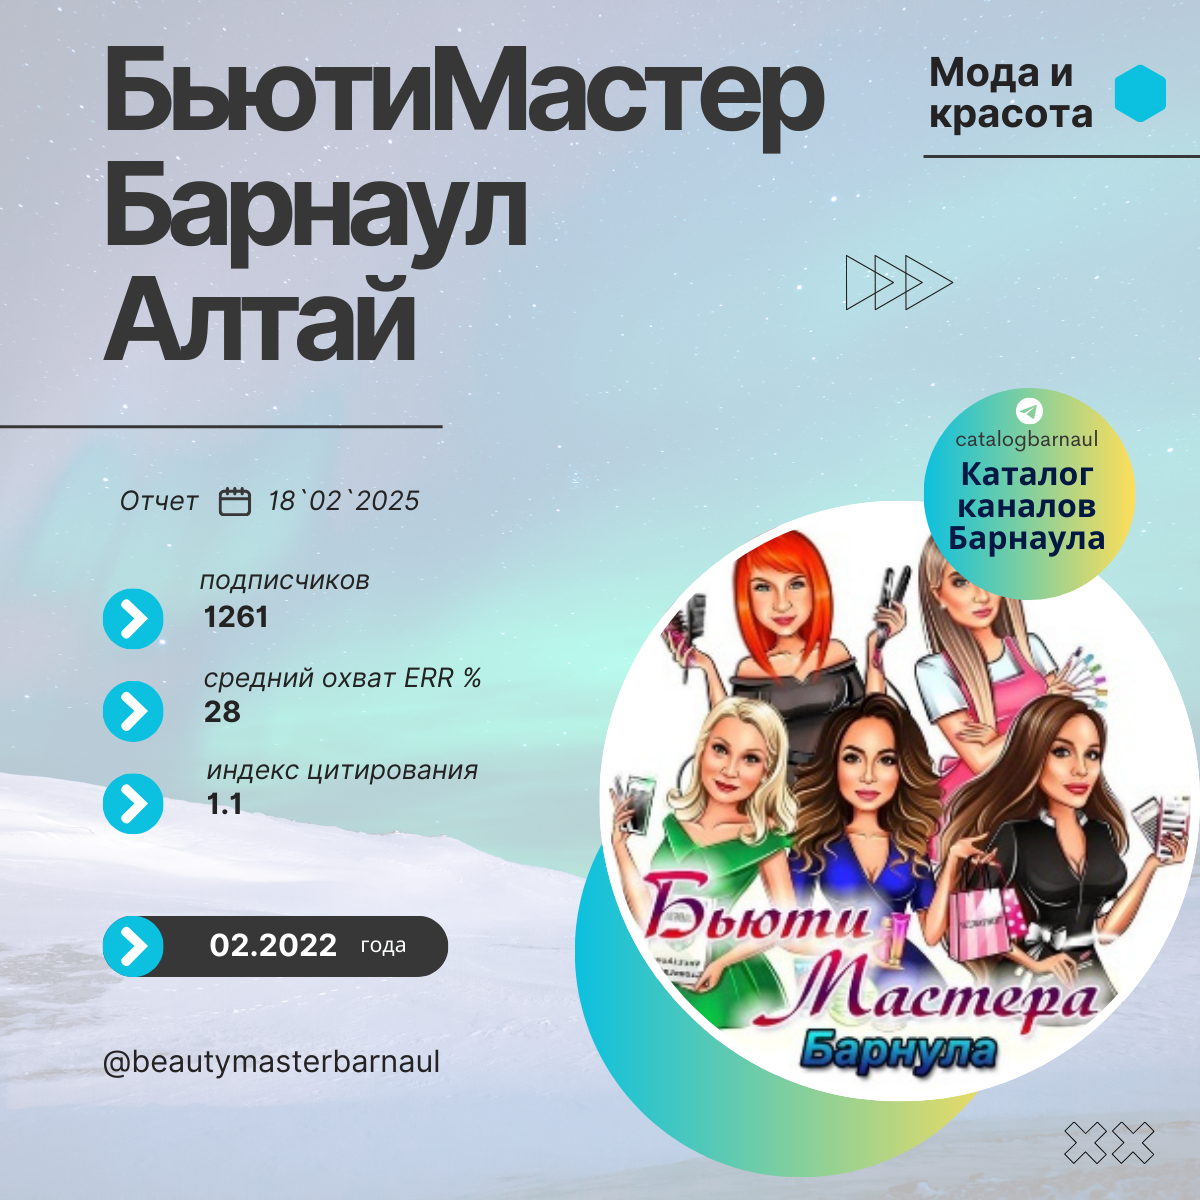 БьютиМастер
Барнаул
Алтай
Мода и
красота
catalogbarnaul
Каталог
каналов
Барнаула
Отчет 18`02`2025
подписчиков
1261
средний охват ERR %
28
индекс цитирования
1.1
02.2022 года
@beautymasterbarnaul
Бьюти
Мастера
Барнула